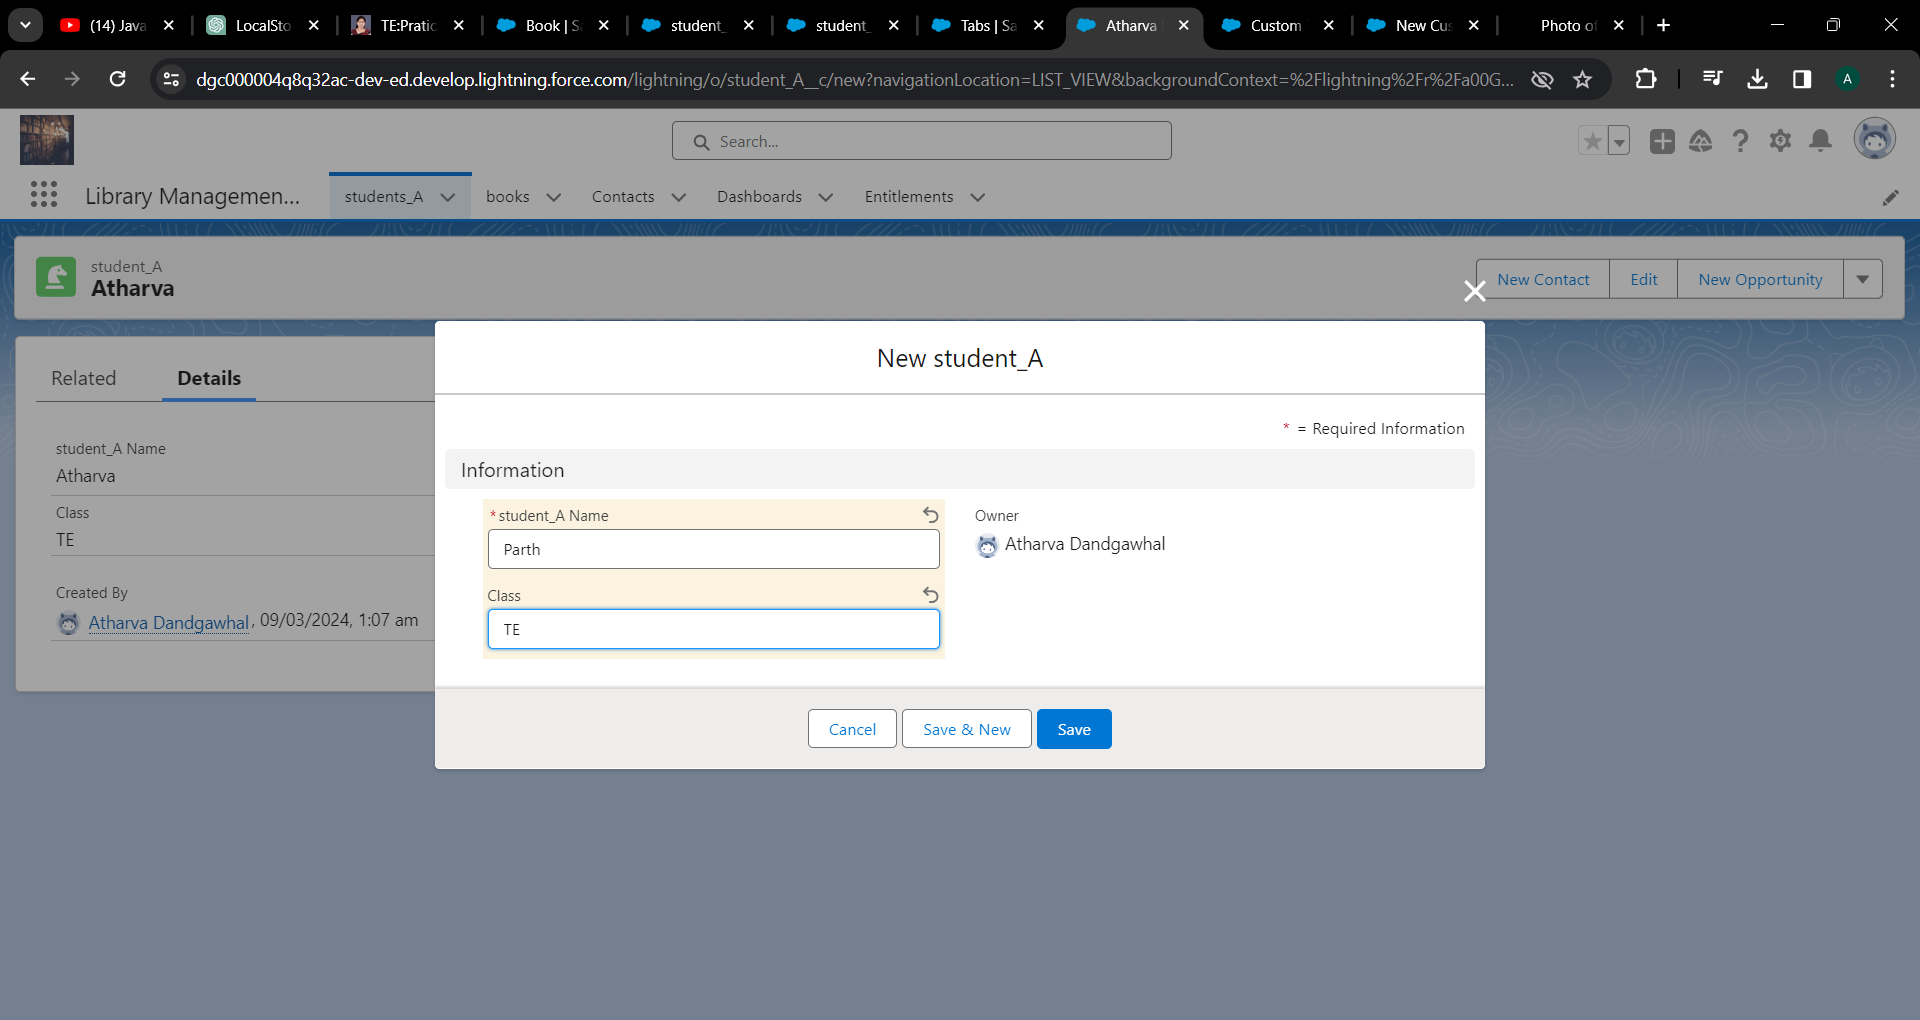 (14) Java
LocalSto
TE:Pratic
Book | S
student_
student_
Tabs | Sa
Atharva
Custom
New Cus
Photo of
dgc000004q8q32ac-dev-ed.develop.lightning.force.com/lightning/o/student_A__c/new?navigationLocation=LIST_VIEW&backgroundContext=%2Flightning%2Fr%2Fa00G...
A
Search...
Library Managemen...
students_A
books
Contacts
Dashboards
Entitlements
student_A
Atharva
New Contact
Edit
New Opportunity
New student_A
Related
Details
* = Required Information
Information
student_A Name
Atharva
Class
TE
Created By
Atharva Dandgawhal, 09/03/2024, 1:07 am
* student_A Name
Parth
Owner
Atharva Dandgawhal
Class
TE
Cancel
Save & New
Save